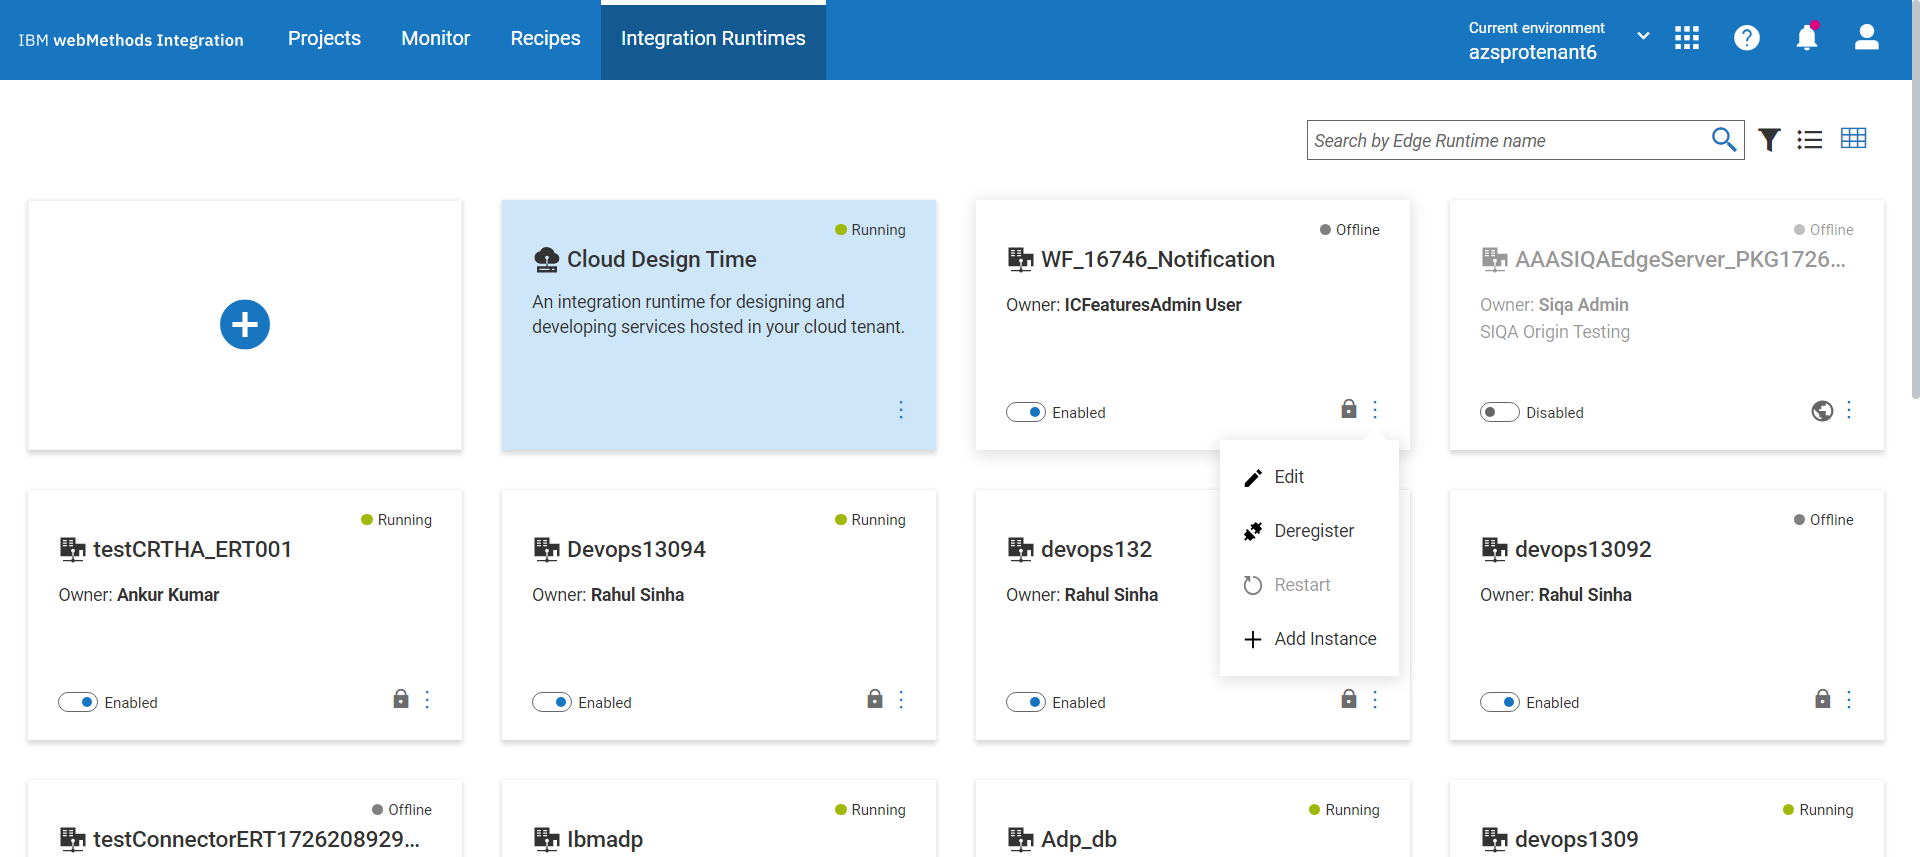 IBM webMethods Integration
Projects
Monitor
Recipes
Integration Runtimes
Current environment
azsprotenant6
Search by Edge Runtime name
Running
Cloud Design Time
An integration runtime for designing and
developing services hosted in your cloud tenant.
Offline
WF_16746_Notification
Owner: ICFeaturesAdmin User
Enabled
Offline
AAASIQAEdgeServer_PKG1726...
Owner: Siqa Admin
SIQA Origin Testing
Disabled
Edit
Deregister
Restart
Add Instance
Running
testCRTHA_ERT001
Owner: Ankur Kumar
Enabled
Running
Devops13094
Owner: Rahul Sinha
Enabled
devops132
Owner: Rahul Sinha
Enabled
Offline
devops13092
Owner: Rahul Sinha
Enabled
Offline
testConnectorERT1726208929...
Running
Ibmadp
Running
Adp_db
Running
devops1309